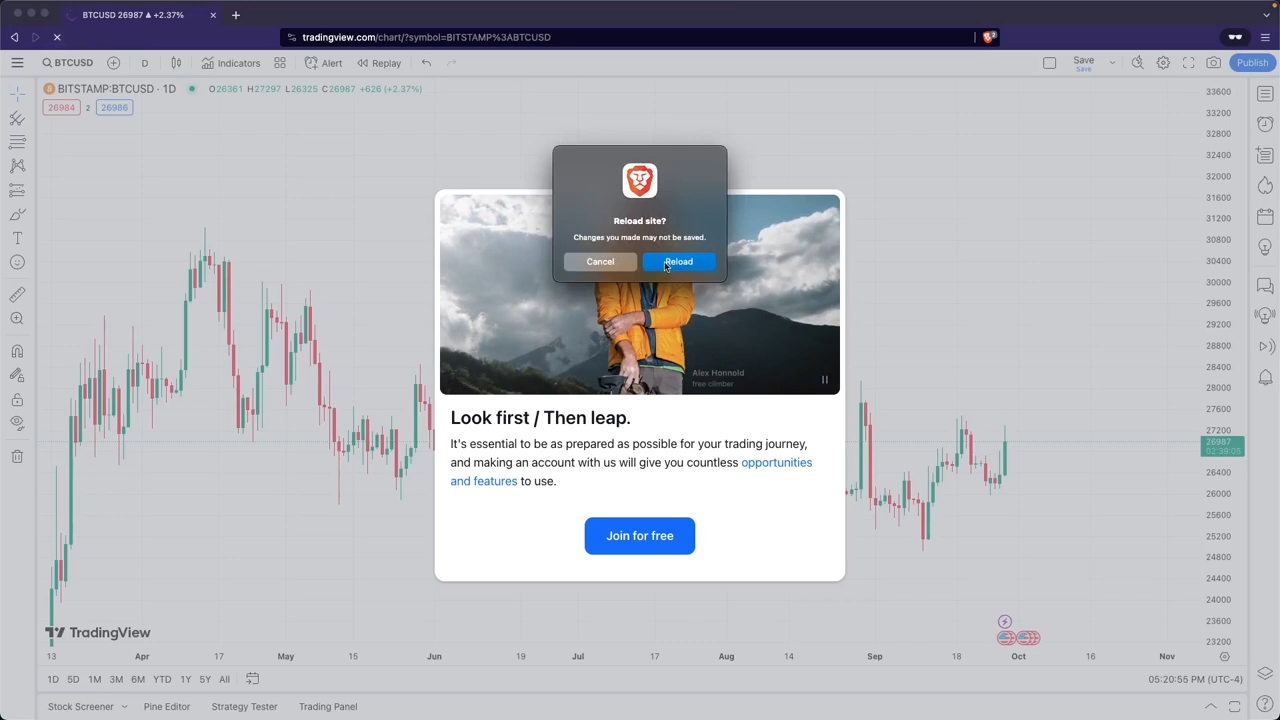 BTCUSD 26987 ▲ +2.37%
tradingview.com/chart/?symbol=BITSTAMP%3ABTCUSD
BTCUSD
D
Indicators
Alert
Replay
Save
Save
Publish
BITSTAMP:BTCUSD · 1D
O26361 H27297 L26325 C26987 +626 (+2.37%)
26984
2
26986
33600
33200
32800
32400
32000
31600
31200
30800
30400
30000
29600
29200
28800
28400
28000
27600
27200
26987
02:39:05
26400
26000
25600
25200
24800
24400
24000
23600
23200
Reload site?
Changes you made may not be saved.
Cancel
Reload
Alex Honnold
free climber
Look first / Then leap.
It's essential to be as prepared as possible for your trading journey,
and making an account with us will give you countless opportunities
and features to use.
Join for free
TradingView
13
Apr
17
May
15
Jun
19
Jul
17
Aug
14
Sep
18
Oct
16
Nov
1D
5D
1M
3M
6M
YTD
1Y
5Y
All
05:20:55 PM (UTC-4)
Stock Screener
Pine Editor
Strategy Tester
Trading Panel